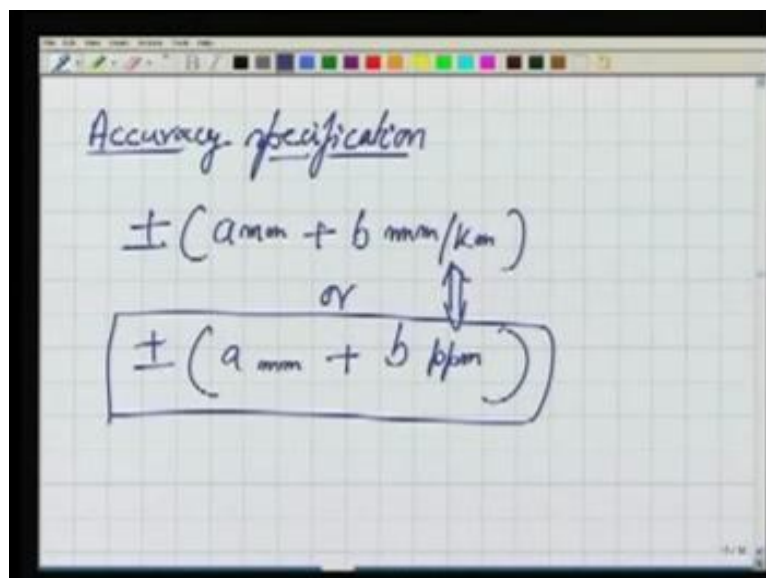 Accuracy specification
± (a mm + b mm/km)
or
± (a mm + b ppm)